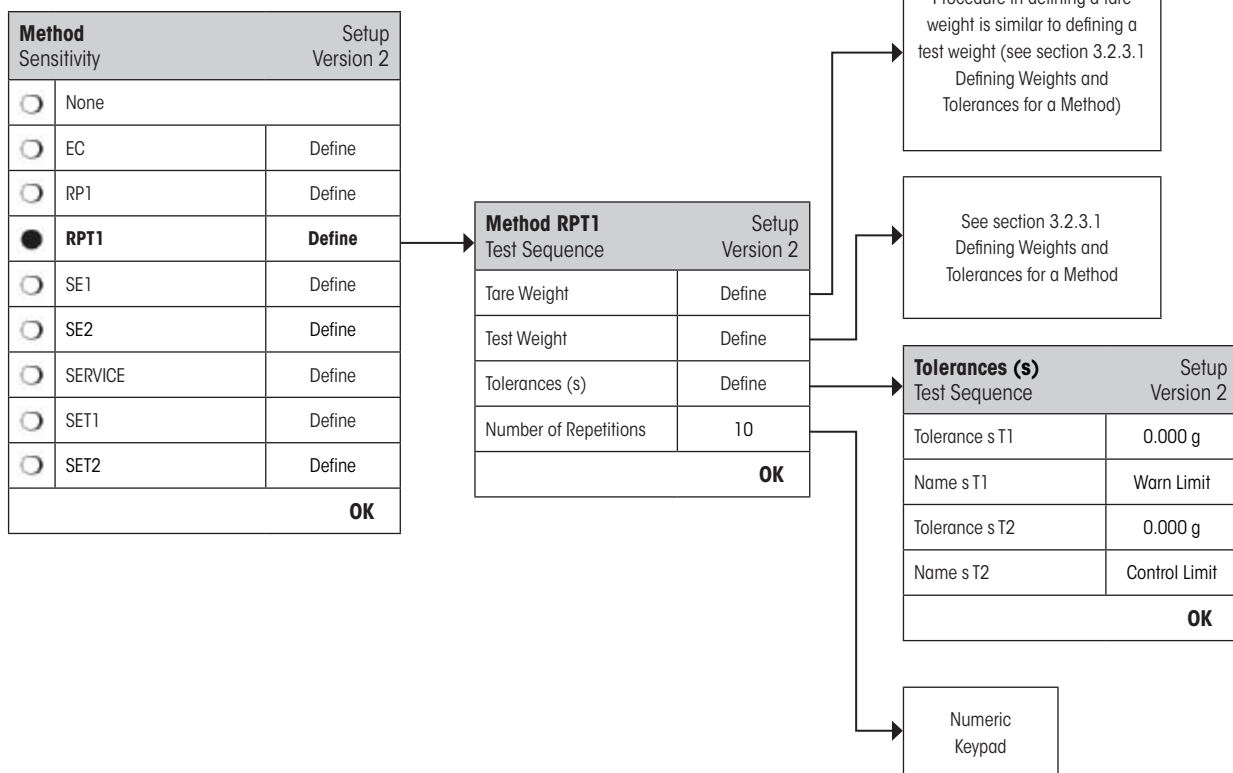 Method Setup
Sensitivity Version 2
None
EC Define
RP1 Define
RPT1 Define
SE1 Define
SE2 Define
SERVICE Define
SET1 Define
SET2 Define
OK
Method RPT1 Setup
Test Sequence Version 2
Tare Weight Define
Test Weight Define
Tolerances (s) Define
Number of Repetitions 10
OK
Procedure in defining a tare
weight is similar to defining a
test weight (see section 3.2.3.1
Defining Weights and
Tolerances for a Method)
See section 3.2.3.1
Defining Weights and
Tolerances for a Method
Tolerances (s) Setup
Test Sequence Version 2
Tolerance s T1 0.000 g
Name s T1 Warn Limit
Tolerance s T2 0.000 g
Name s T2 Control Limit
OK
Numeric
Keypad